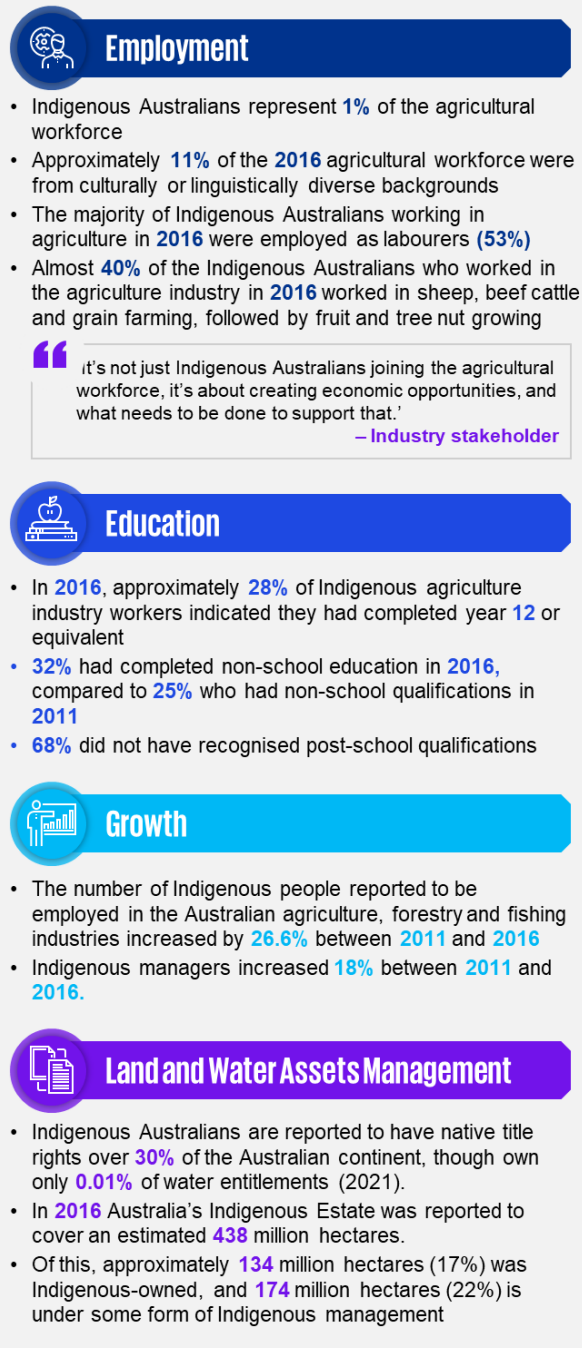 Employment
• Indigenous Australians represent 1% of the agricultural
workforce
• Approximately 11% of the 2016 agricultural workforce were
from culturally or linguistically diverse backgrounds
• The majority of Indigenous Australians working in
agriculture in 2016 were employed as labourers (53%)
• Almost 40% of the Indigenous Australians who worked in
the agriculture industry in 2016 worked in sheep, beef cattle
and grain farming, followed by fruit and tree nut growing
“It’s not just Indigenous Australians joining the agricultural
workforce, it’s about creating economic opportunities, and
what needs to be done to support that.’
– Industry stakeholder
Education
• In 2016, approximately 28% of Indigenous agriculture
industry workers indicated they had completed year 12 or
equivalent
• 32% had completed non-school education in 2016,
compared to 25% who had non-school qualifications in
2011
• 68% did not have recognised post-school qualifications
Growth
• The number of Indigenous people reported to be
employed in the Australian agriculture, forestry and fishing
industries increased by 26.6% between 2011 and 2016
• Indigenous managers increased 18% between 2011 and
2016.
Land and Water Assets Management
• Indigenous Australians are reported to have native title
rights over 30% of the Australian continent, though own
only 0.01% of water entitlements (2021).
• In 2016 Australia’s Indigenous Estate was reported to
cover an estimated 438 million hectares.
• Of this, approximately 134 million hectares (17%) was
Indigenous-owned, and 174 million hectares (22%) is
under some form of Indigenous management